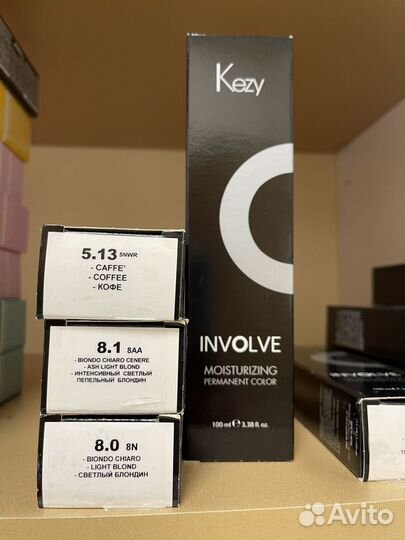 Kezy
INVOLVE
MOISTURIZING
PERMANENT COLOR
100 ml e 3.38 fl.oz.
5.13 5NWR
- CAFFE'
- COFFEE
- КОФЕ
8.1 8AA
- BIONDO CHIARO CENERE
- ASH LIGHT BLOND
- ИНТЕНСИВНЫЙ СВЕТЛЫЙ
ПЕПЕЛЬНЫЙ БЛОНДИН
8.0 8N
- BIONDO CHIARO
- LIGHT BLOND
- СВЕТЛЫЙ БЛОНДИН
INVOLVE
Avito